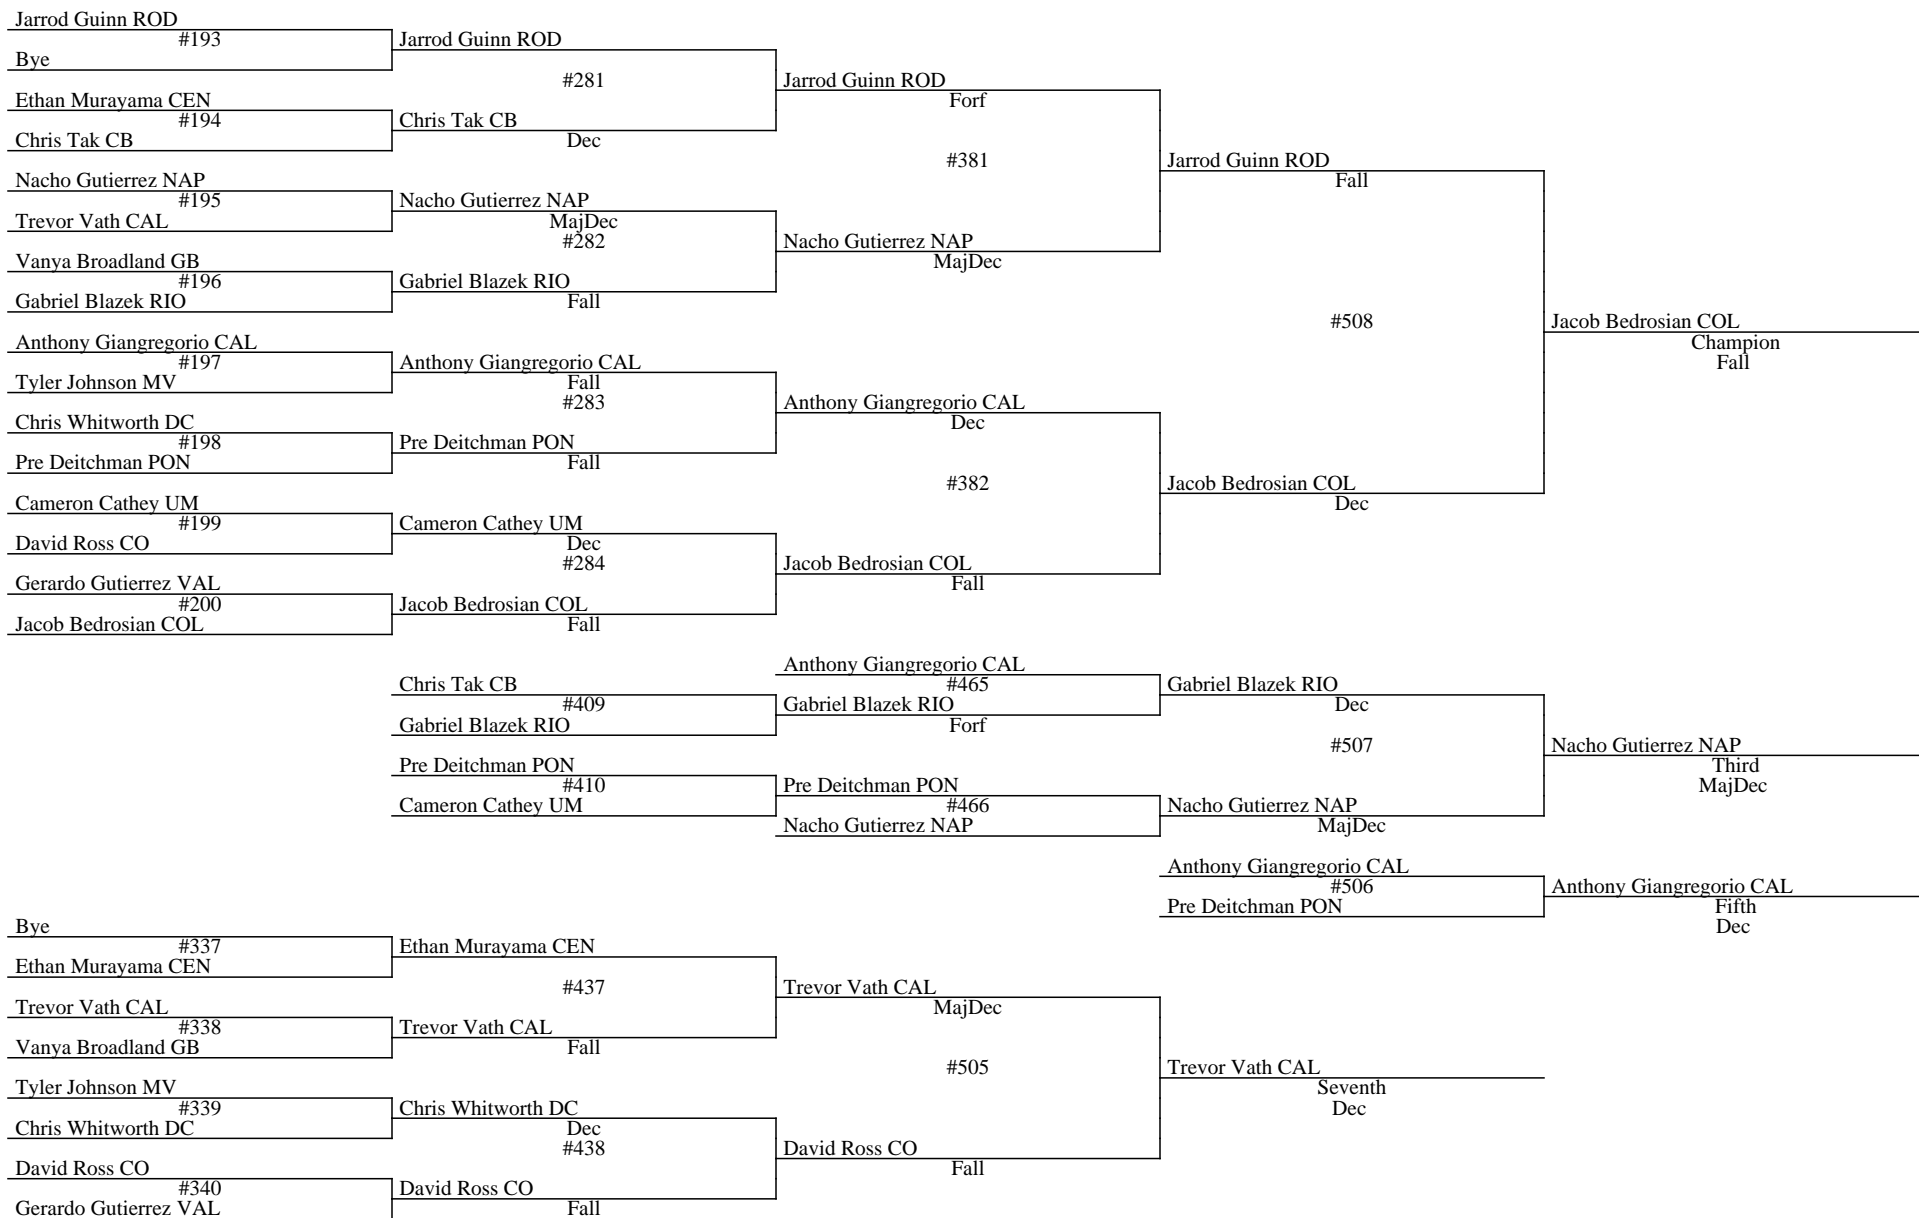 Jarrod Guinn ROD
#193
Jarrod Guinn ROD
Bye
#281
Jarrod Guinn ROD
Ethan Murayama CEN
Forf
#194
Chris Tak CB
Chris Tak CB
Dec
#381
Jarrod Guinn ROD
Nacho Gutierrez NAP
Fall
#195
Nacho Gutierrez NAP
Trevor Vath CAL
MajDec
#282
Nacho Gutierrez NAP
Vanya Broadland GB
MajDec
#196
Gabriel Blazek RIO
Gabriel Blazek RIO
Fall
#508
Jacob Bedrosian COL
Anthony Giangregorio CAL
Champion
#197
Anthony Giangregorio CAL
Fall
Tyler Johnson MV
Fall
#283
Anthony Giangregorio CAL
Chris Whitworth DC
Dec
#198
Pre Deitchman PON
Pre Deitchman PON
Fall
#382
Jacob Bedrosian COL
Cameron Cathey UM
Dec
#199
Cameron Cathey UM
David Ross CO
Dec
#284
Jacob Bedrosian COL
Gerardo Gutierrez VAL
Fall
#200
Jacob Bedrosian COL
Jacob Bedrosian COL
Fall
Anthony Giangregorio CAL
Chris Tak CB
#465
Gabriel Blazek RIO
#409
Gabriel Blazek RIO
Dec
Gabriel Blazek RIO
Forf
#507
Nacho Gutierrez NAP
Pre Deitchman PON
Third
#410
Pre Deitchman PON
MajDec
Cameron Cathey UM
#466
Nacho Gutierrez NAP
Nacho Gutierrez NAP
MajDec
Anthony Giangregorio CAL
#506
Anthony Giangregorio CAL
Pre Deitchman PON
Fifth
Dec
Bye
#337
Ethan Murayama CEN
Ethan Murayama CEN
#437
Trevor Vath CAL
Trevor Vath CAL
MajDec
#338
Trevor Vath CAL
Vanya Broadland GB
Fall
#505
Trevor Vath CAL
Tyler Johnson MV
Seventh
#339
Chris Whitworth DC
Dec
Chris Whitworth DC
Dec
#438
David Ross CO
David Ross CO
Fall
#340
David Ross CO
Gerardo Gutierrez VAL
Fall